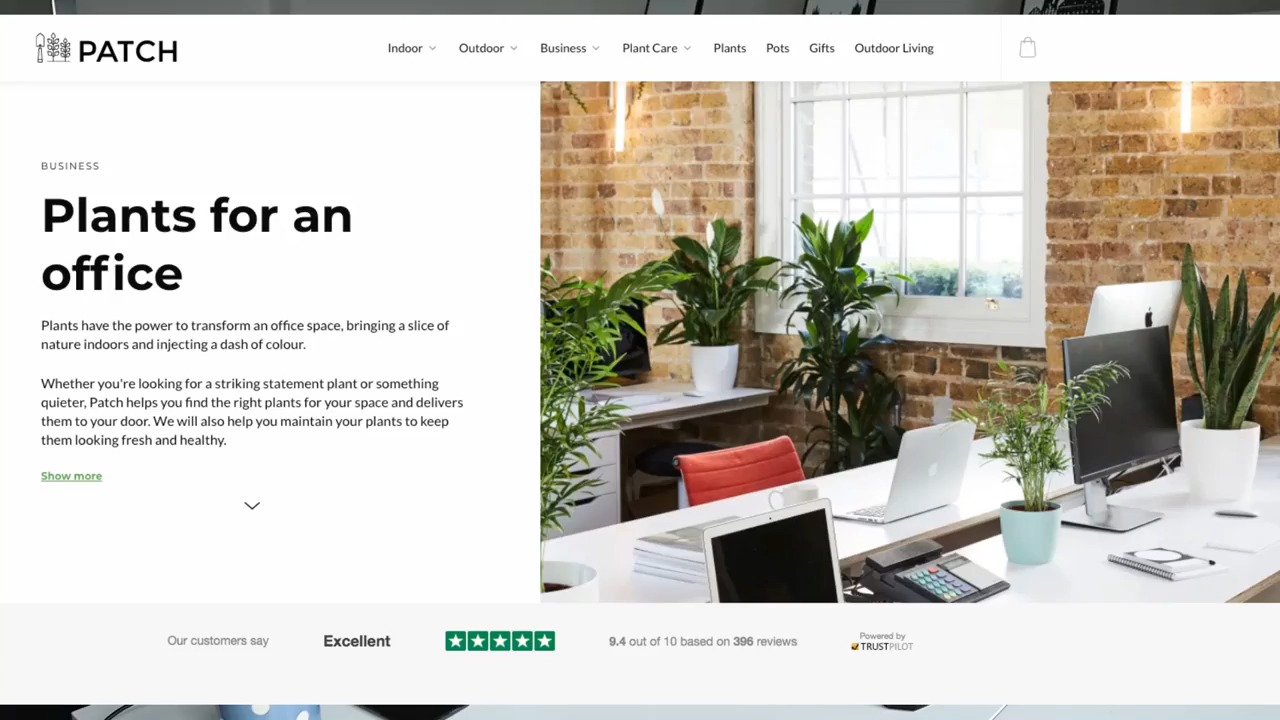 PATCH
Indoor Outdoor Business Plant Care Plants Pots Gifts Outdoor Living
BUSINESS
Plants for an
office
Plants have the power to transform an office space, bringing a slice of
nature indoors and injecting a dash of colour.
Whether you're looking for a striking statement plant or something
quieter, Patch helps you find the right plants for your space and delivers
them to your door. We will also help you maintain your plants to keep
them looking fresh and healthy.
Show more
Our customers say Excellent 9.4 out of 10 based on 396 reviews
Powered by
TRUSTPILOT